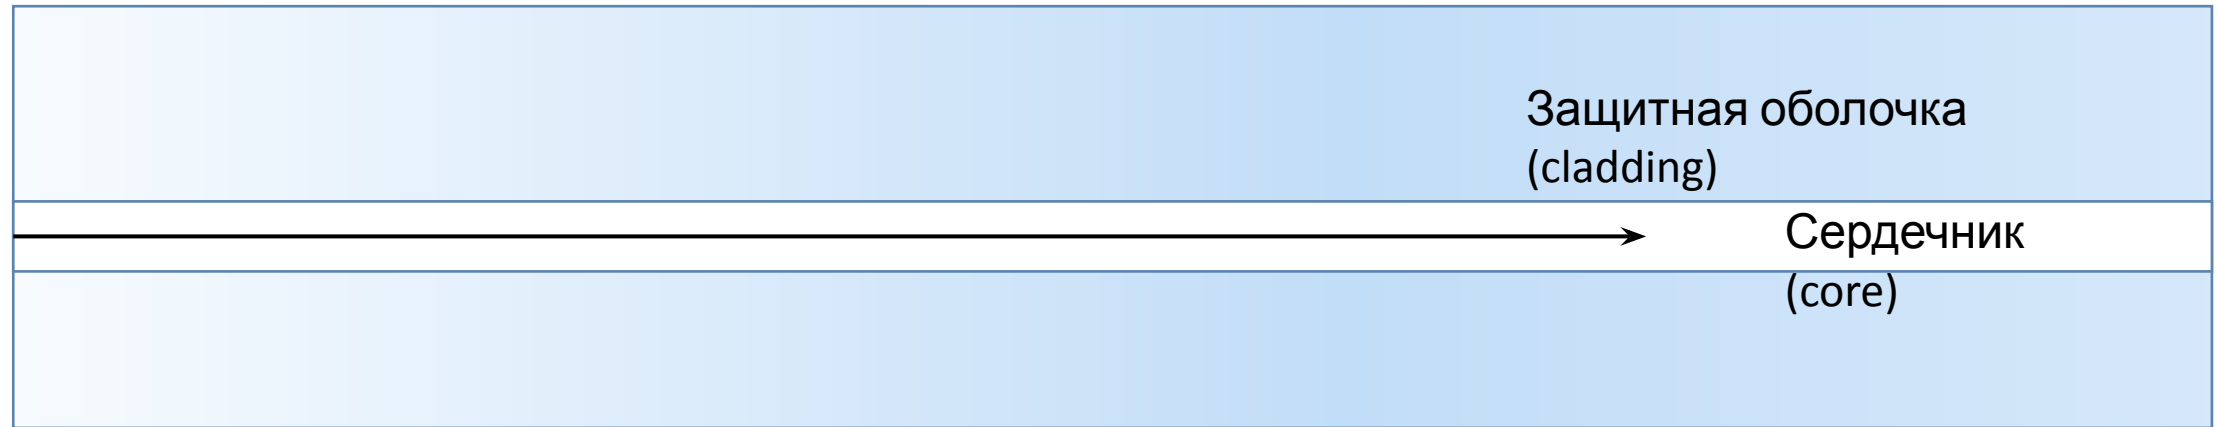 Защитная оболочка
(cladding)
Сердечник
(core)